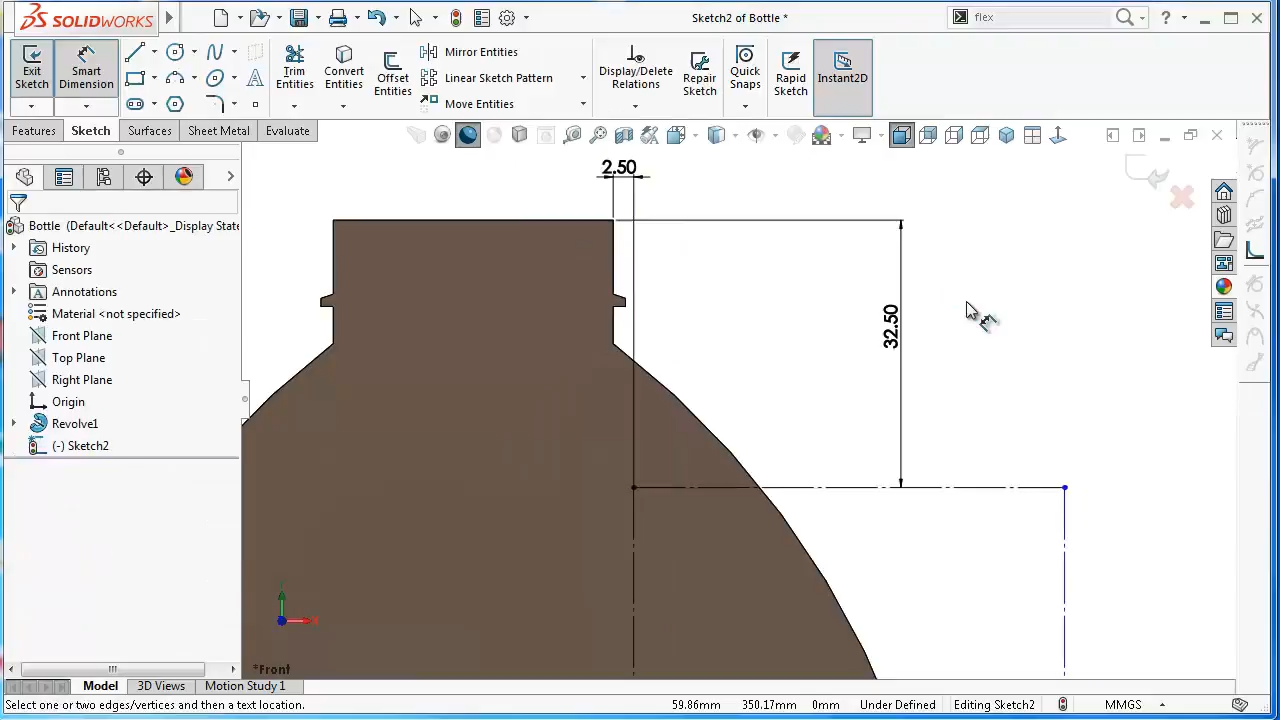 SOLIDWORKS
Sketch2 of Bottle *
flex
Exit Sketch
Smart Dimension
Trim Entities
Convert Entities
Offset Entities
Mirror Entities
Linear Sketch Pattern
Move Entities
Display/Delete Relations
Repair Sketch
Quick Snaps
Rapid Sketch
Instant2D
Features
Sketch
Surfaces
Sheet Metal
Evaluate
Bottle (Default<<Default>_Display State
History
Sensors
Annotations
Material <not specified>
Front Plane
Top Plane
Right Plane
Origin
Revolve1
(-) Sketch2
2.50
32.50
*Front
Model
3D Views
Motion Study 1
Select one or two edges/vertices and then a text location.
59.86mm
350.17mm
0mm
Under Defined
Editing Sketch2
MMGS